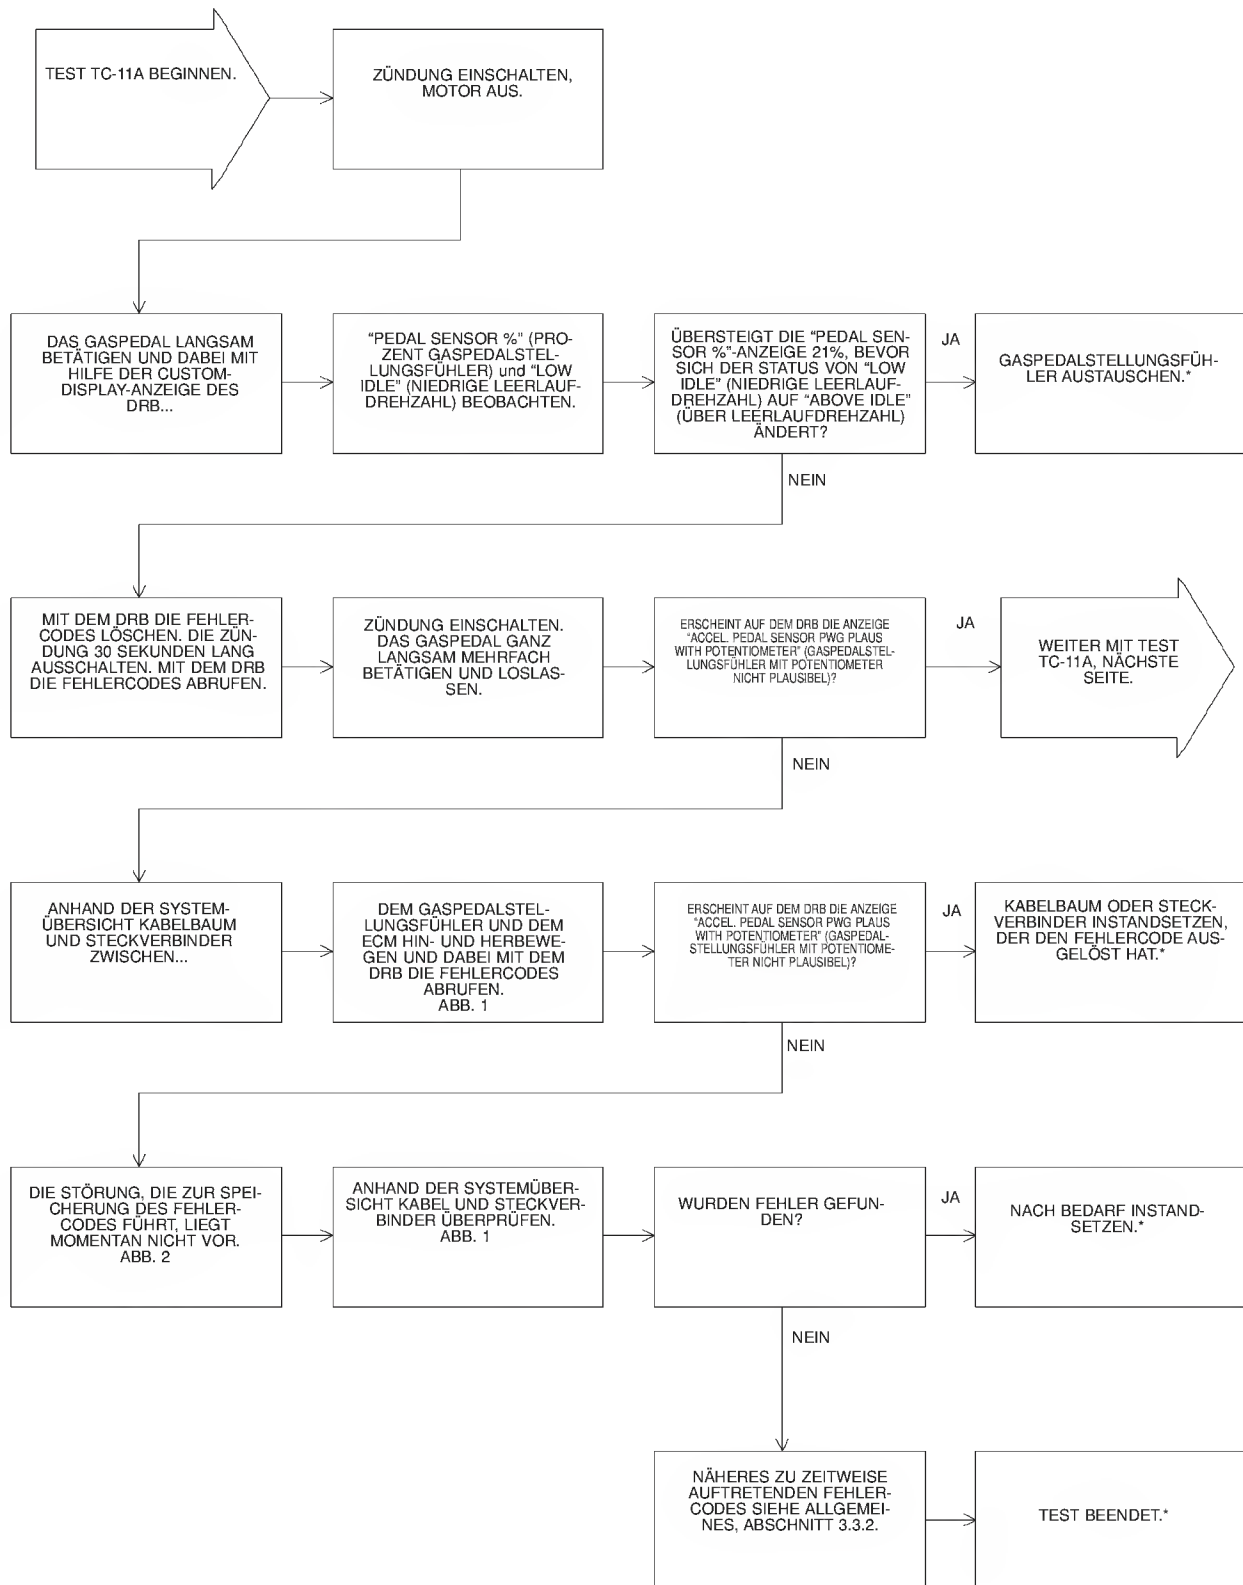 TEST TC-11A BEGINNEN.
ZÜNDUNG EINSCHALTEN,
MOTOR AUS.
DAS GASPEDAL LANGSAM
BETÄTIGEN UND DABEI MIT
HILFE DER CUSTOM-
DISPLAY-ANZEIGE DES
DRB...
“PEDAL SENSOR %” (PRO-
ZENT GASPEDALSTEL-
LUNGSFÜHLER) und “LOW
IDLE” (NIEDRIGE LEERLAUF-
DREHZAHL) BEOBACHTEN.
ÜBERSTEIGT DIE “PEDAL SEN-
SOR %”-ANZEIGE 21%, BEVOR
SICH DER STATUS VON “LOW
IDLE” (NIEDRIGE LEERLAUF-
DREHZAHL) AUF “ABOVE IDLE”
(ÜBER LEERLAUFDREHZAHL)
ÄNDERT?
JA
GASPEDALSTELLUNGSFÜH-
LER AUSTAUSCHEN.*
NEIN
MIT DEM DRB DIE FEHLER-
CODES LÖSCHEN. DIE ZÜN-
DUNG 30 SEKUNDEN LANG
AUSSCHALTEN. MIT DEM DRB
DIE FEHLERCODES ABRUFEN.
ZÜNDUNG EINSCHALTEN.
DAS GASPEDAL GANZ
LANGSAM MEHRFACH
BETÄTIGEN UND LOSLAS-
SEN.
ERSCHEINT AUF DEM DRB DIE ANZEIGE
“ACCEL. PEDAL SENSOR PWG PLAUS
WITH POTENTIOMETER” (GASPEDALSTEL-
LUNGSFÜHLER MIT POTENTIOMETER
NICHT PLAUSIBEL)?
JA
WEITER MIT TEST
TC-11A, NÄCHSTE
SEITE.
NEIN
ANHAND DER SYSTEM-
ÜBERSICHT KABELBAUM
UND STECKVERBINDER
ZWISCHEN...
DEM GASPEDALSTEL-
LUNGSFÜHLER UND DEM
ECM HIN- UND HERBEWE-
GEN UND DABEI MIT DEM
DRB DIE FEHLERCODES
ABRUFEN.
ABB. 1
ERSCHEINT AUF DEM DRB DIE ANZEIGE
“ACCEL. PEDAL SENSOR PWG PLAUS
WITH POTENTIOMETER” (GASPEDAL-
STELLUNGSFÜHLER MIT POTENTIOME-
TER NICHT PLAUSIBEL)?
JA
KABELBAUM ODER STECK-
VERBINDER INSTANDSETZEN,
DER DEN FEHLERCODE AUS-
GELÖST HAT.*
NEIN
DIE STÖRUNG, DIE ZUR SPEI-
CHERUNG DES FEHLER-
CODES FÜHRT, LIEGT
MOMENTAN NICHT VOR.
ABB. 2
ANHAND DER SYSTEMÜBER-
SICHT KABEL UND STECKVER-
BINDER ÜBERPRÜFEN.
ABB. 1
WURDEN FEHLER GEFUN-
DEN?
JA
NACH BEDARF INSTAND-
SETZEN.*
NEIN
NÄHERES ZU ZEITWEISE
AUFTRETENDEN FEHLER-
CODES SIEHE ALLGEMEI-
NES, ABSCHNITT 3.3.2.
TEST BEENDET.*